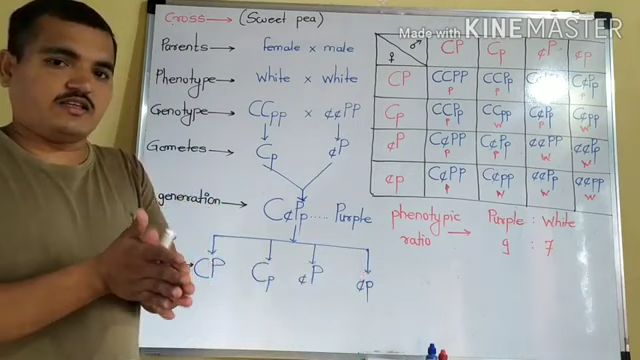 Cross → (Sweet pea)
Made with KINEMASTER
Parents → female × male
Phenotype → White × White
Genotype → CCpp × ¢¢PP
Gametes → Cp ¢P
generation → C¢Pp .... Purple
CP Cp ¢P ¢p
♂ CP Cp ¢P ¢p
♀
CP CCPP CCPp C¢Pp
P P
Cp CCPp CCpp C¢Pp C¢pp
P W P W
¢P C¢PP C¢Pp ¢¢PP ¢¢Pp
P P W W
¢p C¢Pp C¢pp ¢¢Pp ¢¢pp
P W W W
phenotypic Purple : White
ratio → 9 : 7